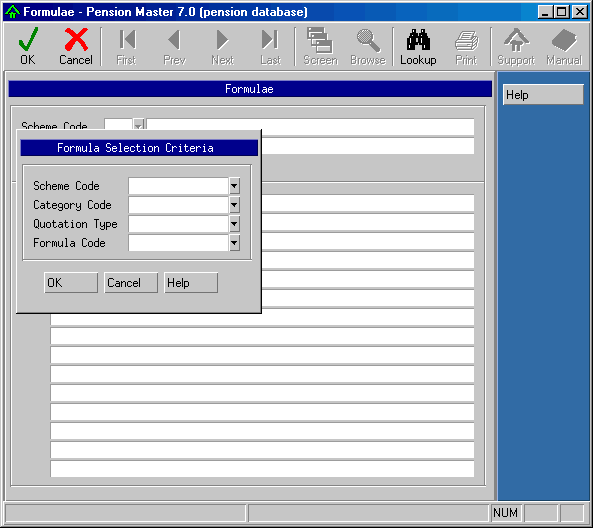 Formulae - Pension Master 7.0 (pension database)
OK Cancel First Prev Next Last Screen Browse Lookup Print Support Manual
Formulae
Help
Scheme Code
Formula Selection Criteria
Scheme Code
Category Code
Quotation Type
Formula Code
OK Cancel Help
NUM